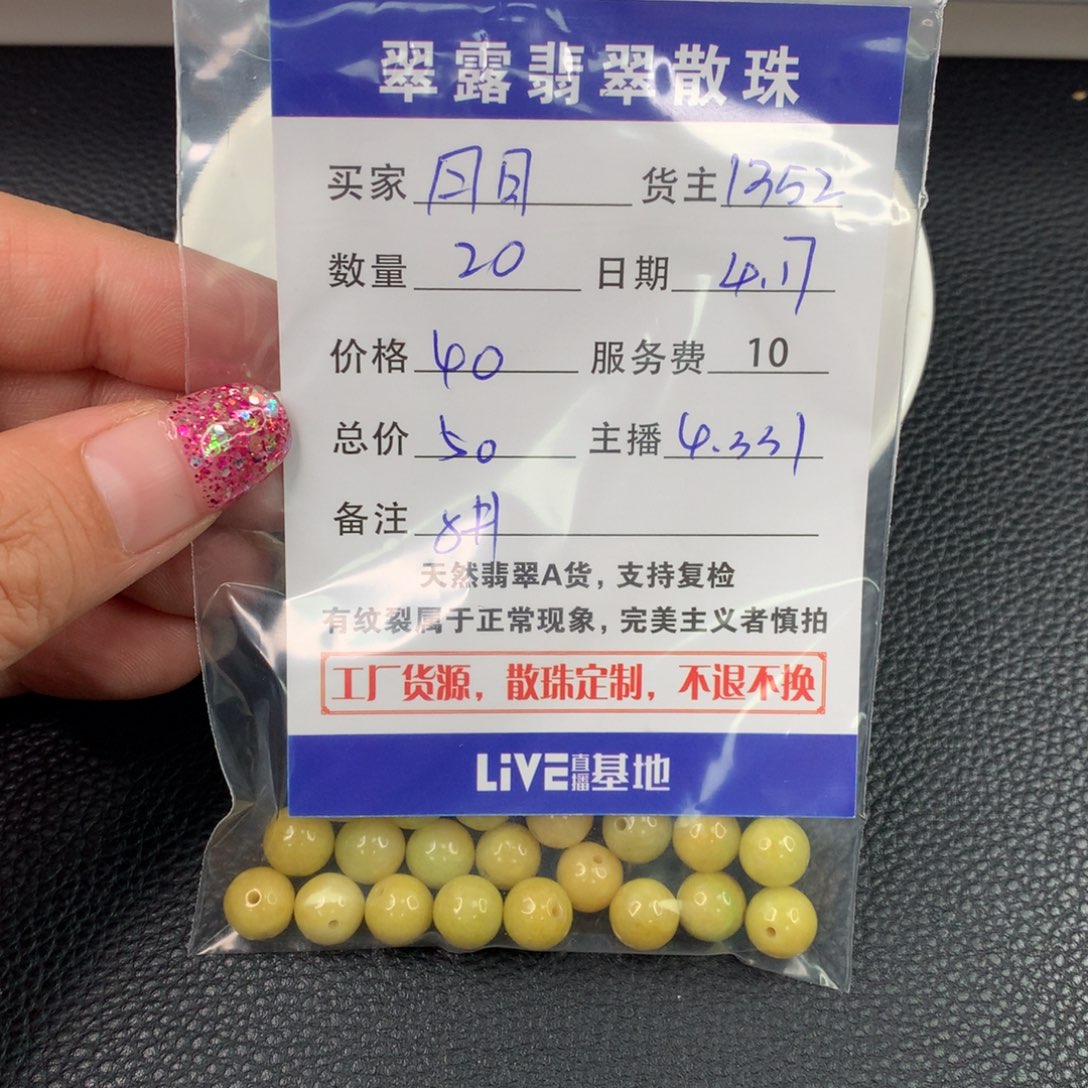 翠露翡翠散珠
买家 月月 货主 1352
数量 20 日期 4.17
价格 40 服务费 10
总价 50 主播 4.331
备注
天然翡翠A货，支持复检
有纹裂属于正常现象，完美主义者慎拍
工厂货源，散珠定制，不退不换
LiVE直播基地